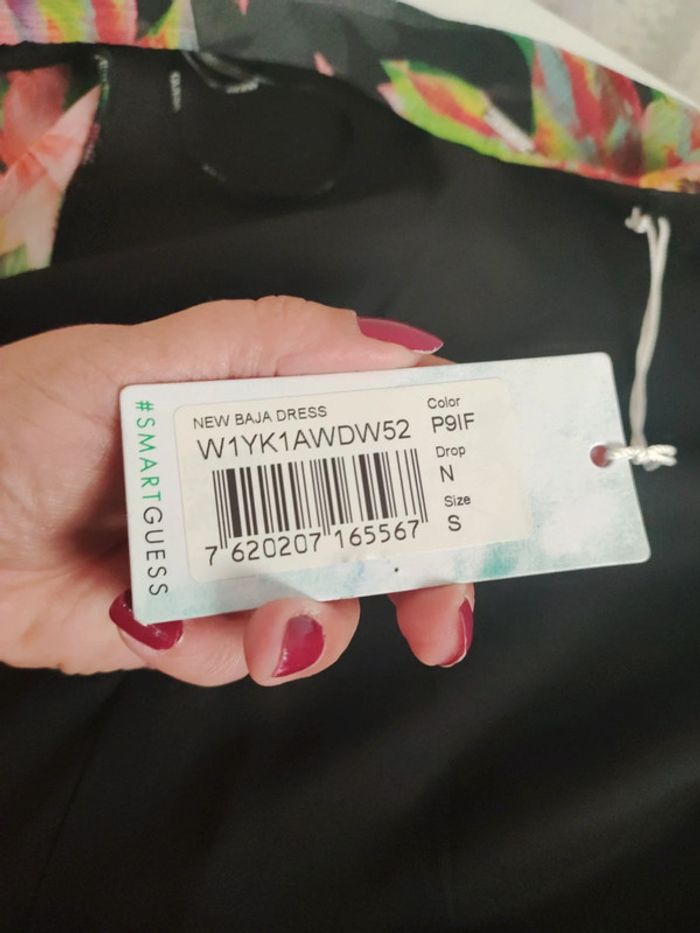 #SMARTGUESS
NEW BAJA DRESS
W1YK1AWDW52
7 620207 165567
Color
P9IF
Drop
N
Size
S